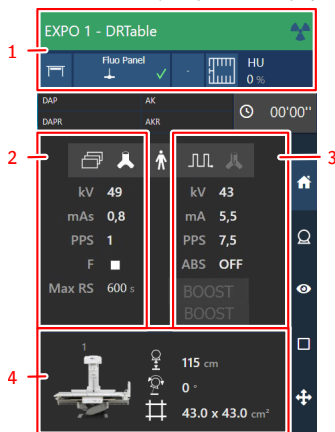 EXPO 1 - DRTable
1
Fluo Panel
-
HU
0 %
DAP
AK
DAPR
AKR
00'00''
2
3
kV 49
kV 43
mAs 0,8
mA 5,5
PPS 1
PPS 7,5
F
ABS OFF
Max RS 600 s
BOOST
BOOST
4
1
115 cm
0 °
43.0 x 43.0 cm²